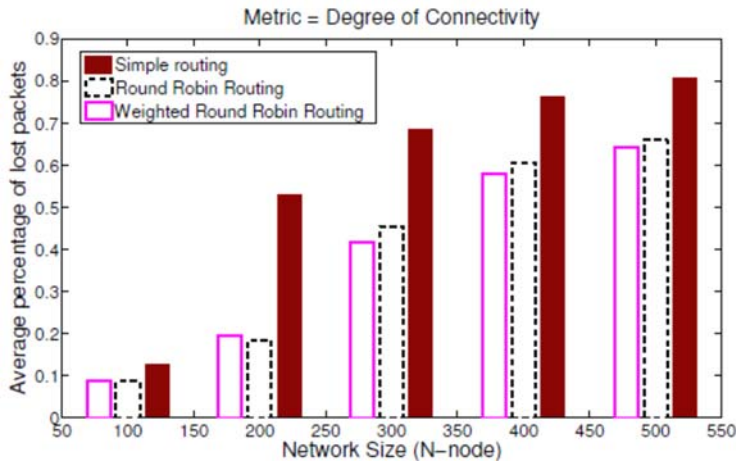 Metric = Degree of Connectivity
0.9
0.8
0.7
0.6
0.5
0.4
0.3
0.2
0.1
0
Average percentage of lost packets
Simple routing
Round Robin Routing
Weighted Round Robin Routing
50 100 150 200 250 300 350 400 450 500 550
Network Size (N-node)